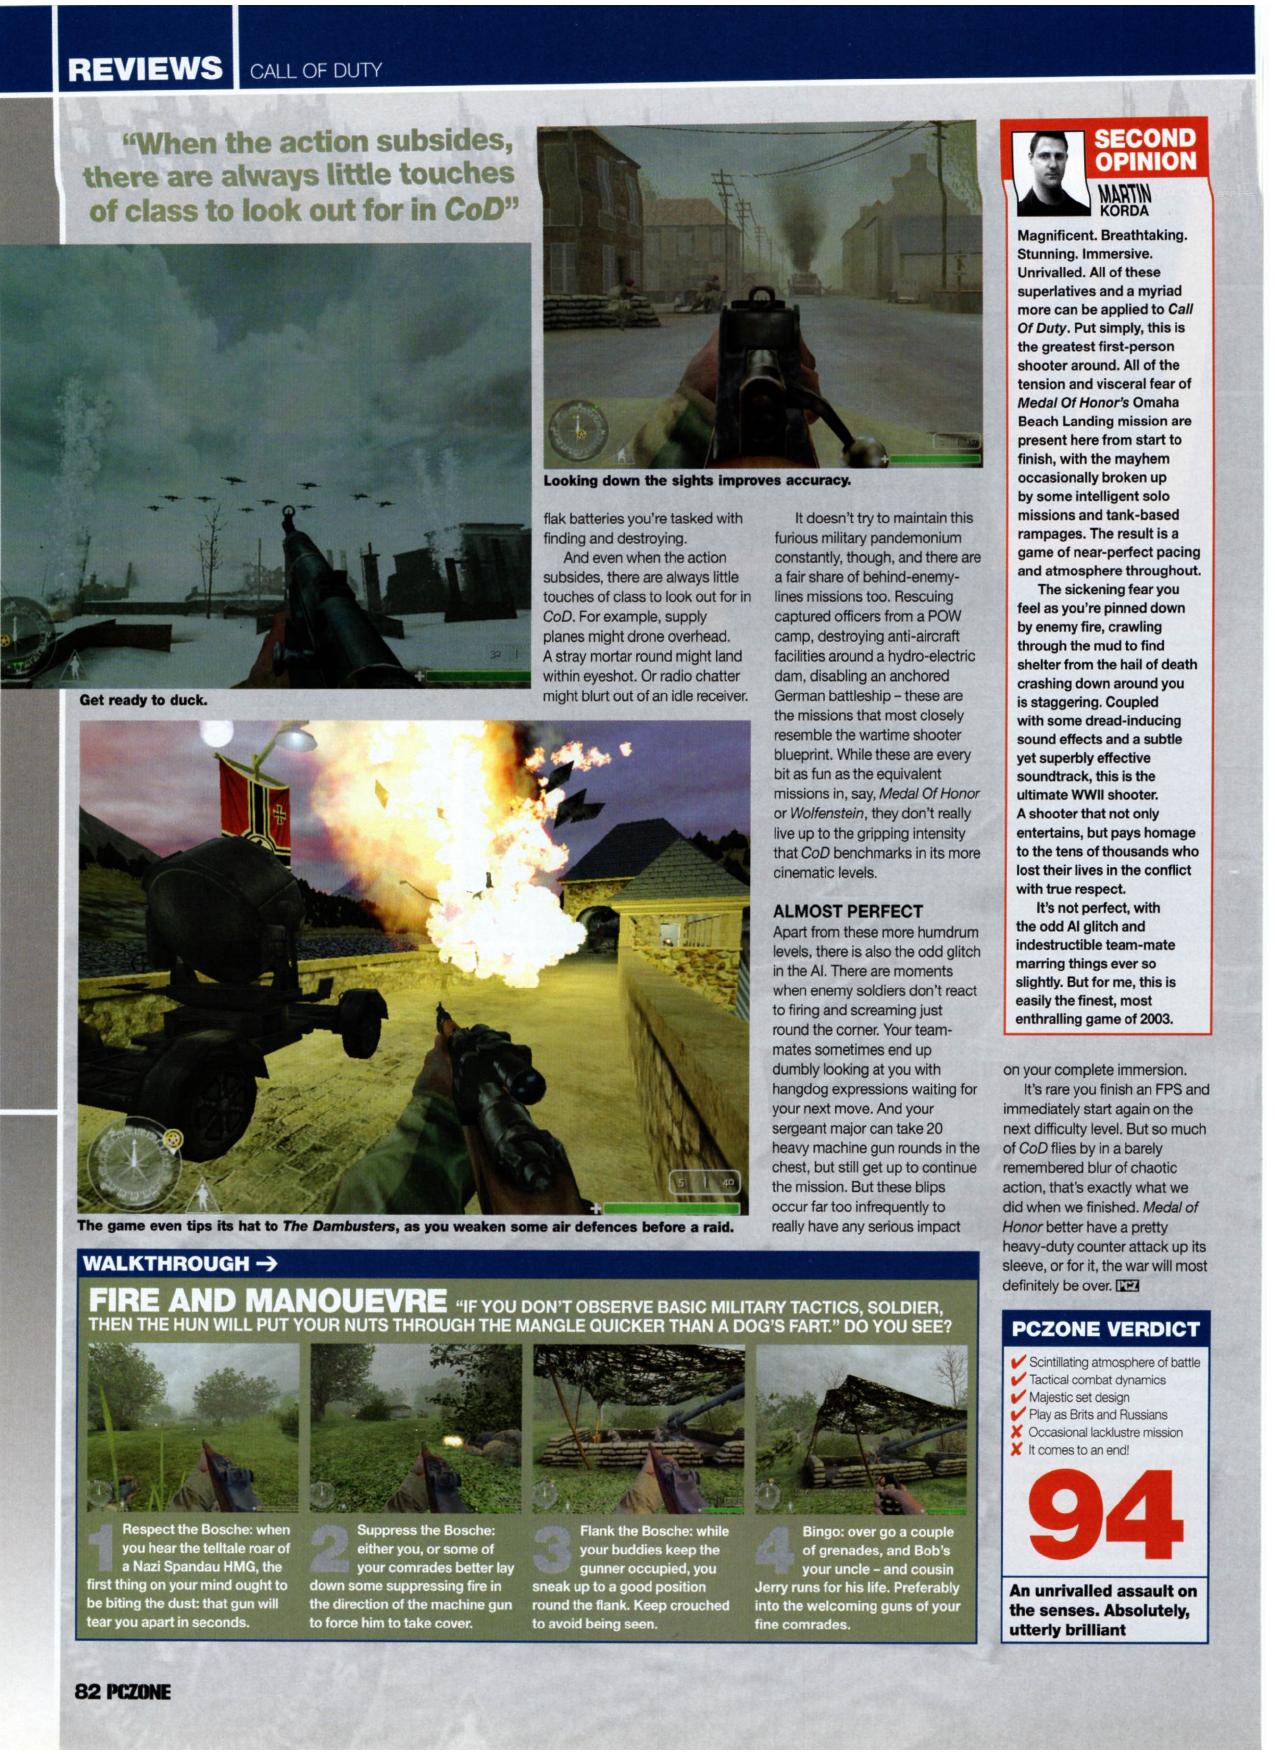 REVIEWS
CALL OF DUTY
“When the action subsides,
there are always little touches
of class to look out for in CoD”
Get ready to duck.
Looking down the sights improves accuracy.
flak batteries you're tasked with
finding and destroying.
And even when the action
subsides, there are always little
touches of class to look out for in
CoD. For example, supply
planes might drone overhead.
A stray mortar round might land
within eyeshot. Or radio chatter
might blurt out of an idle receiver.
The game even tips its hat to The Dambusters, as you weaken some air defences before a raid.
It doesn't try to maintain this
furious military pandemonium
constantly, though, and there are
a fair share of behind-enemy-
lines missions too. Rescuing
captured officers from a POW
camp, destroying anti-aircraft
facilities around a hydro-electric
dam, disabling an anchored
German battleship – these are
the missions that most closely
resemble the wartime shooter
blueprint. While these are every
bit as fun as the equivalent
missions in, say, Medal Of Honor
or Wolfenstein, they don't really
live up to the gripping intensity
that CoD benchmarks in its more
cinematic levels.
ALMOST PERFECT
Apart from these more humdrum
levels, there is also the odd glitch
in the AI. There are moments
when enemy soldiers don't react
to firing and screaming just
round the corner. Your team-
mates sometimes end up
dumbly looking at you with
hangdog expressions waiting for
your next move. And your
sergeant major can take 20
heavy machine gun rounds in the
chest, but still get up to continue
the mission. But these blips
occur far too infrequently to
really have any serious impact
on your complete immersion.
It's rare you finish an FPS and
immediately start again on the
next difficulty level. But so much
of CoD flies by in a barely
remembered blur of chaotic
action, that's exactly what we
did when we finished. Medal of
Honor better have a pretty
heavy-duty counter attack up its
sleeve, or for it, the war will most
definitely be over. PCZ
SECOND
OPINION
MARTIN
KORDA
Magnificent. Breathtaking.
Stunning. Immersive.
Unrivalled. All of these
superlatives and a myriad
more can be applied to Call
Of Duty. Put simply, this is
the greatest first-person
shooter around. All of the
tension and visceral fear of
Medal Of Honor's Omaha
Beach Landing mission are
present here from start to
finish, with the mayhem
occasionally broken up
by some intelligent solo
missions and tank-based
rampages. The result is a
game of near-perfect pacing
and atmosphere throughout.
The sickening fear you
feel as you're pinned down
by enemy fire, crawling
through the mud to find
shelter from the hail of death
crashing down around you
is staggering. Coupled
with some dread-inducing
sound effects and a subtle
yet superbly effective
soundtrack, this is the
ultimate WWII shooter.
A shooter that not only
entertains, but pays homage
to the tens of thousands who
lost their lives in the conflict
with true respect.
It's not perfect, with
the odd AI glitch and
indestructible team-mate
marring things ever so
slightly. But for me, this is
easily the finest, most
enthralling game of 2003.
WALKTHROUGH →
FIRE AND MANOUEVRE “IF YOU DON'T OBSERVE BASIC MILITARY TACTICS, SOLDIER,
THEN THE HUN WILL PUT YOUR NUTS THROUGH THE MANGLE QUICKER THAN A DOG'S FART.” DO YOU SEE?
1 Respect the Bosche: when
you hear the telltale roar of
a Nazi Spandau HMG, the
first thing on your mind ought to
be biting the dust: that gun will
tear you apart in seconds.
2 Suppress the Bosche:
either you, or some of
your comrades better lay
down some suppressing fire in
the direction of the machine gun
to force him to take cover.
3 Flank the Bosche: while
your buddies keep the
gunner occupied, you
sneak up to a good position
round the flank. Keep crouched
to avoid being seen.
4 Bingo: over go a couple
of grenades, and Bob's
your uncle – and cousin
Jerry runs for his life. Preferably
into the welcoming guns of your
fine comrades.
PCZONE VERDICT
✔ Scintillating atmosphere of battle
✔ Tactical combat dynamics
✔ Majestic set design
✔ Play as Brits and Russians
✘ Occasional lacklustre mission
✘ It comes to an end!
94
An unrivalled assault on
the senses. Absolutely,
utterly brilliant
82 PCZONE